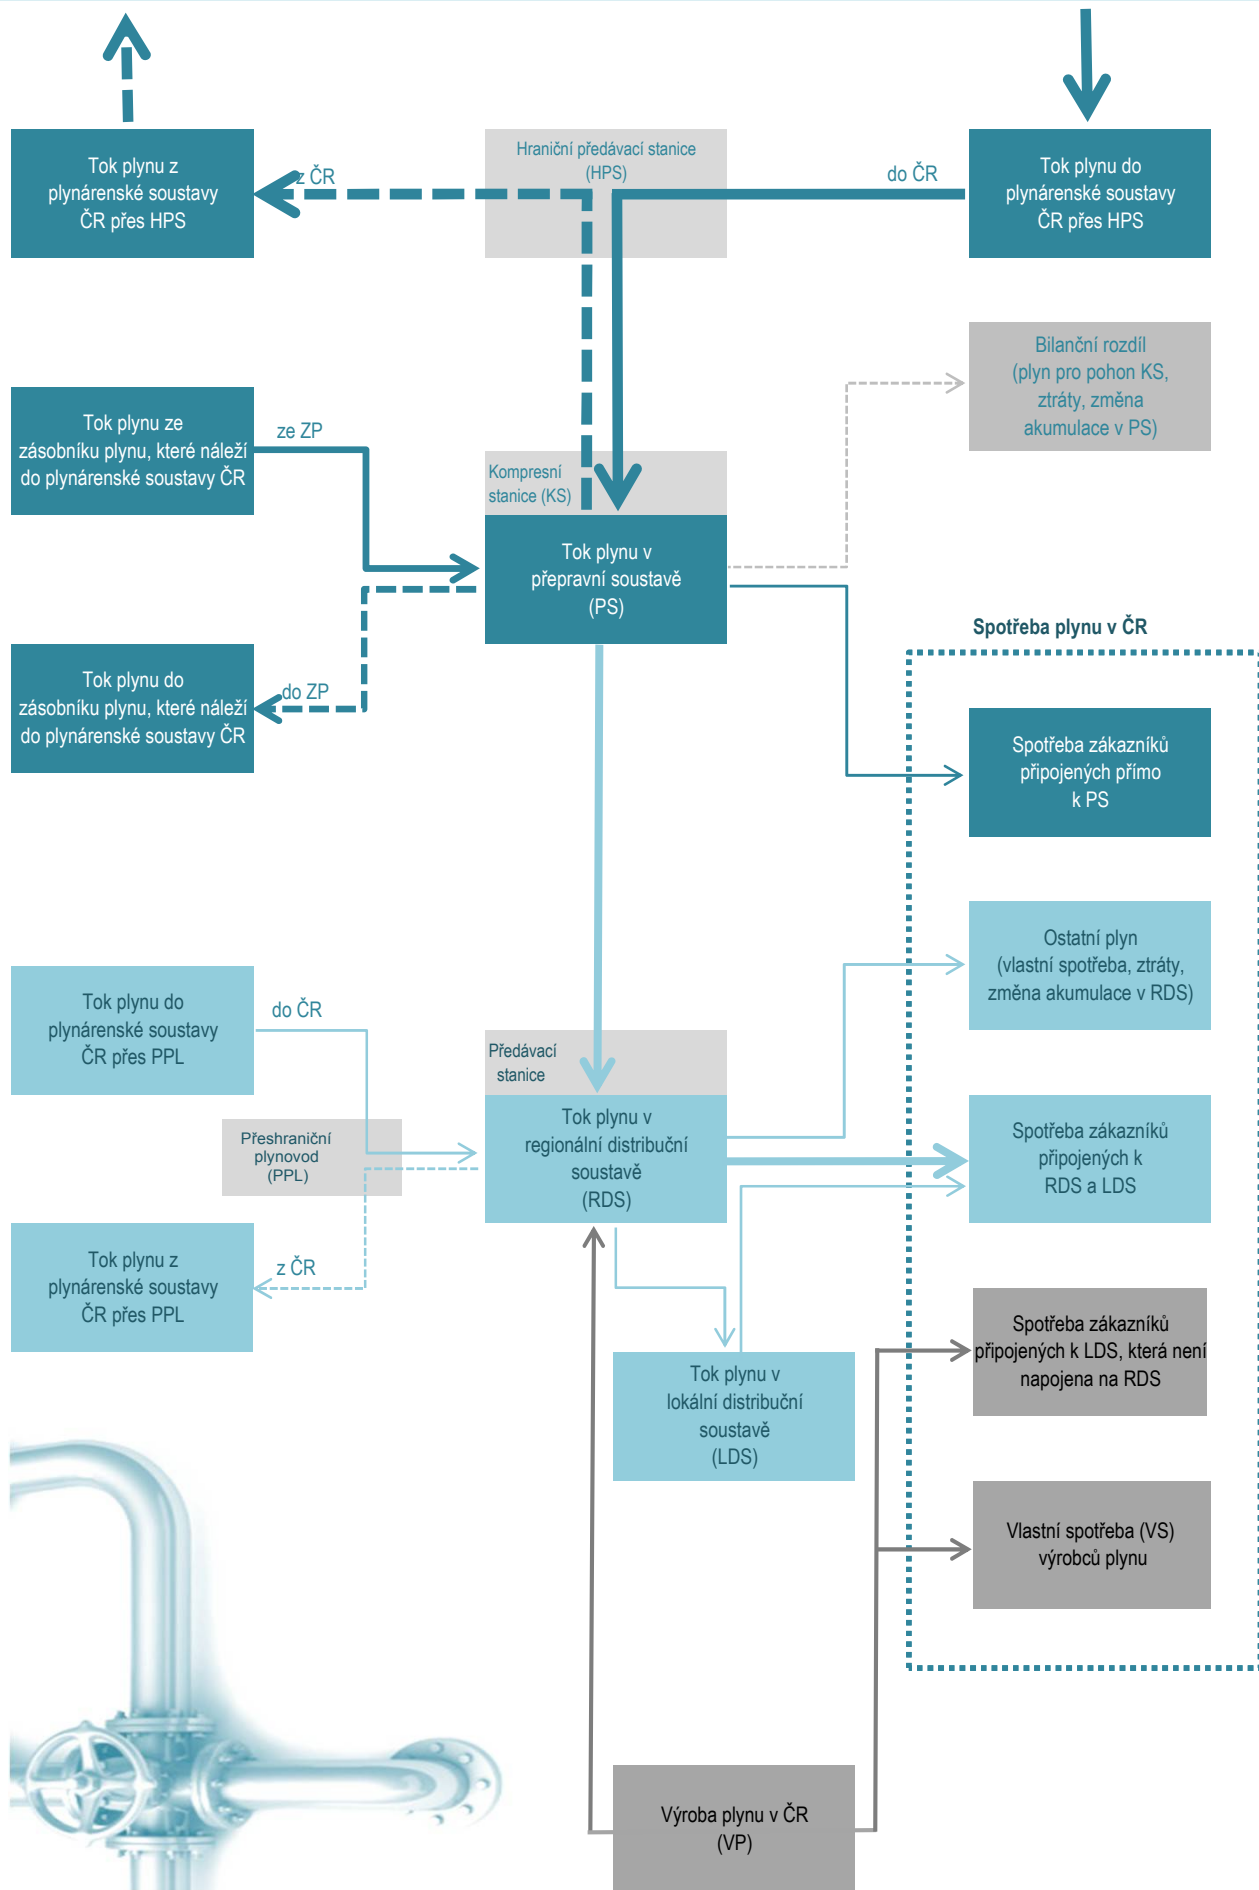 Tok plynu z
plynárenské soustavy
ČR přes HPS
z ČR
Hraniční předávací stanice
(HPS)
do ČR
Tok plynu do
plynárenské soustavy
ČR přes HPS
Bilanční rozdíl
(plyn pro pohon KS,
ztráty, změna
akumulace v PS)
Tok plynu ze
zásobníku plynu, které náleží
do plynárenské soustavy ČR
ze ZP
Kompresní
stanice (KS)
Tok plynu v
přepravní soustavě
(PS)
Tok plynu do
zásobníku plynu, které náleží
do plynárenské soustavy ČR
do ZP
Spotřeba plynu v ČR
Spotřeba zákazníků
připojených přímo
k PS
Ostatní plyn
(vlastní spotřeba, ztráty,
změna akumulace v RDS)
Tok plynu do
plynárenské soustavy
ČR přes PPL
do ČR
Předávací
stanice
Tok plynu v
regionální distribuční
soustavě
(RDS)
Přeshraniční
plynovod
(PPL)
Spotřeba zákazníků
připojených k
RDS a LDS
Tok plynu z
plynárenské soustavy
ČR přes PPL
z ČR
Spotřeba zákazníků
připojených k LDS, která není
napojena na RDS
Tok plynu v
lokální distribuční
soustavě
(LDS)
Vlastní spotřeba (VS)
výrobců plynu
Výroba plynu v ČR
(VP)